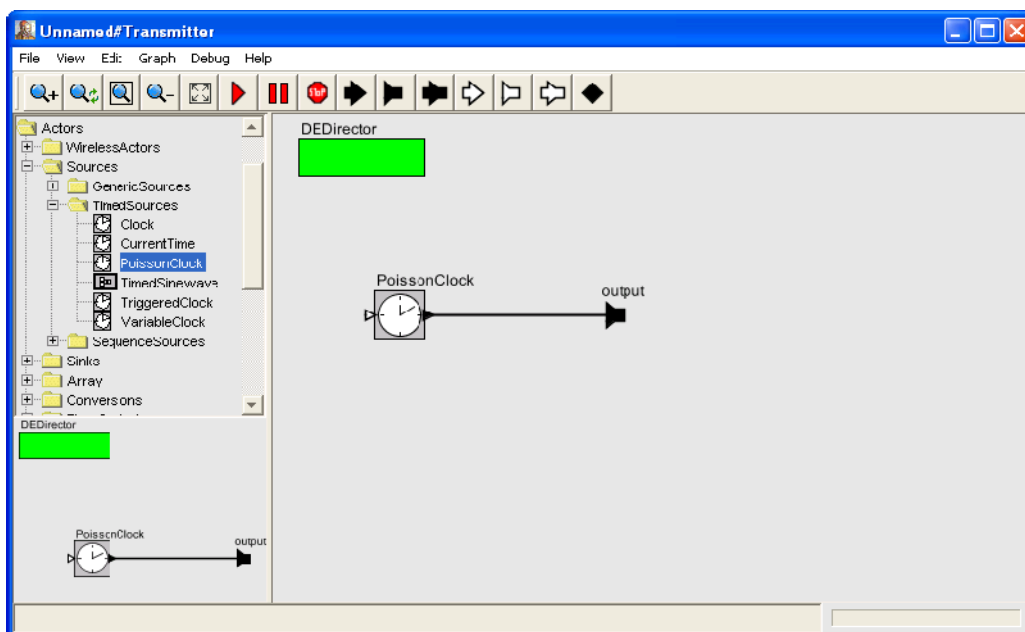 Unnamed#Transmitter
File View Edit Graph Debug Help
STOP
Actors
WirelessActors
Sources
GenericSources
TimedSources
Clock
CurrentTime
PoissonClock
TimedSinewave
TriggeredClock
VariableClock
SequenceSources
Sinks
Array
Conversions
DEDirector
PoissonClock
output
DEDirector
PoissonClock
output